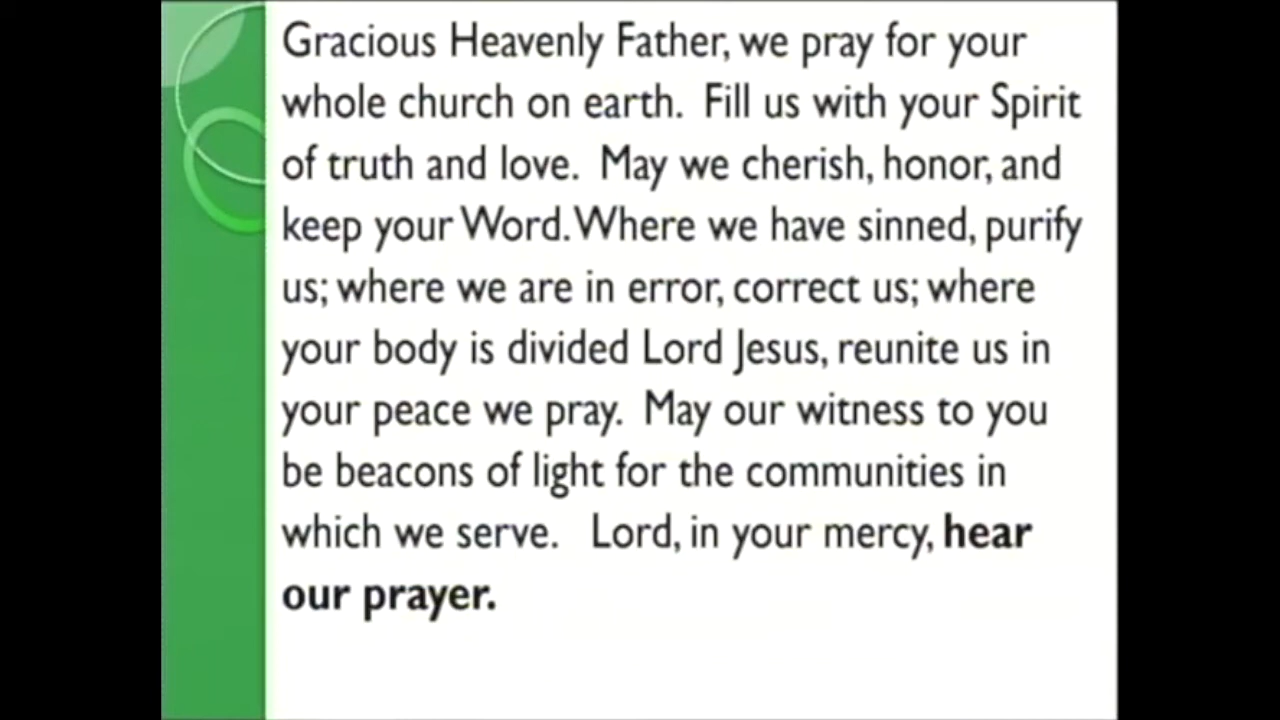 Gracious Heavenly Father, we pray for your
whole church on earth.  Fill us with your Spirit
of truth and love.  May we cherish, honor, and
keep your Word. Where we have sinned, purify
us; where we are in error, correct us; where
your body is divided Lord Jesus, reunite us in
your peace we pray.  May our witness to you
be beacons of light for the communities in
which we serve.   Lord, in your mercy, hear
our prayer.